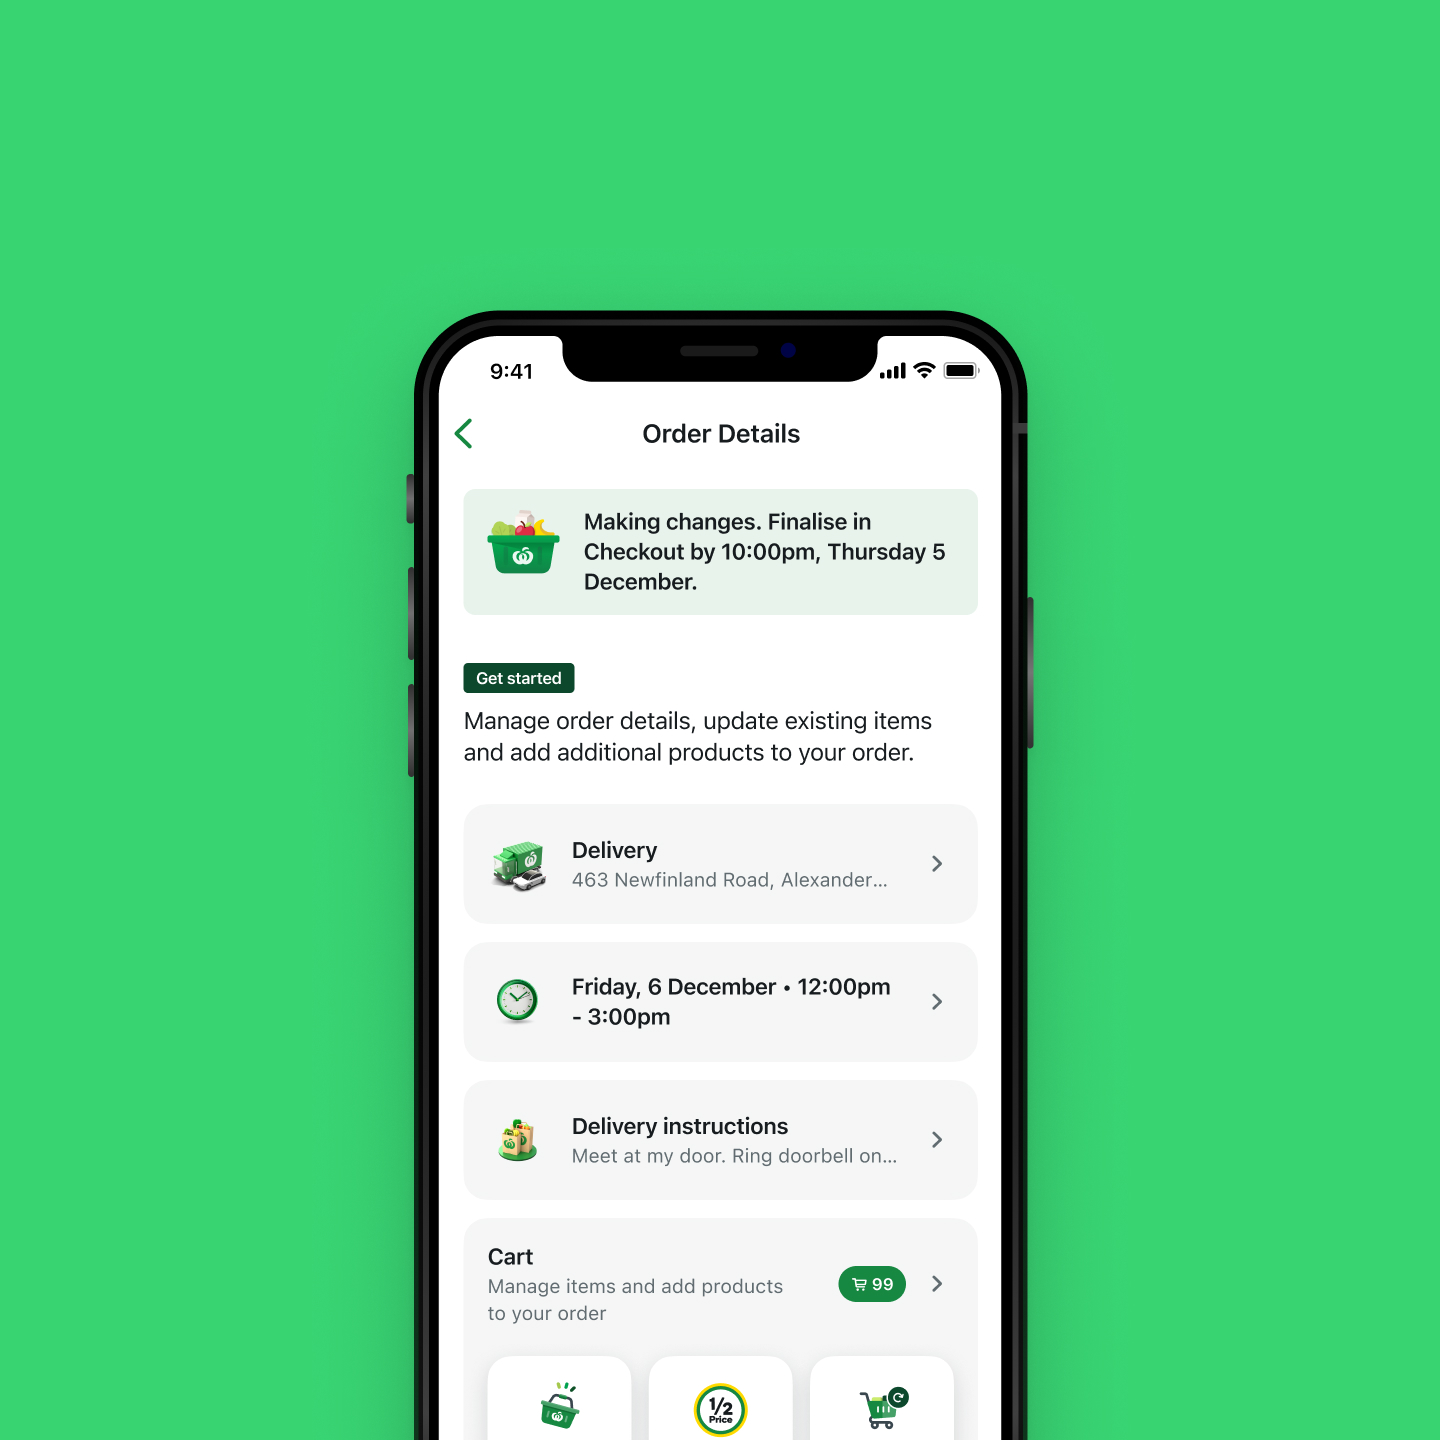 9:41
Order Details
Making changes. Finalise in
Checkout by 10:00pm, Thursday 5
December.
Get started
Manage order details, update existing items
and add additional products to your order.
Delivery
463 Newfinland Road, Alexander...
Friday, 6 December • 12:00pm
- 3:00pm
Delivery instructions
Meet at my door. Ring doorbell on...
Cart
Manage items and add products
to your order
99
1/2
Price